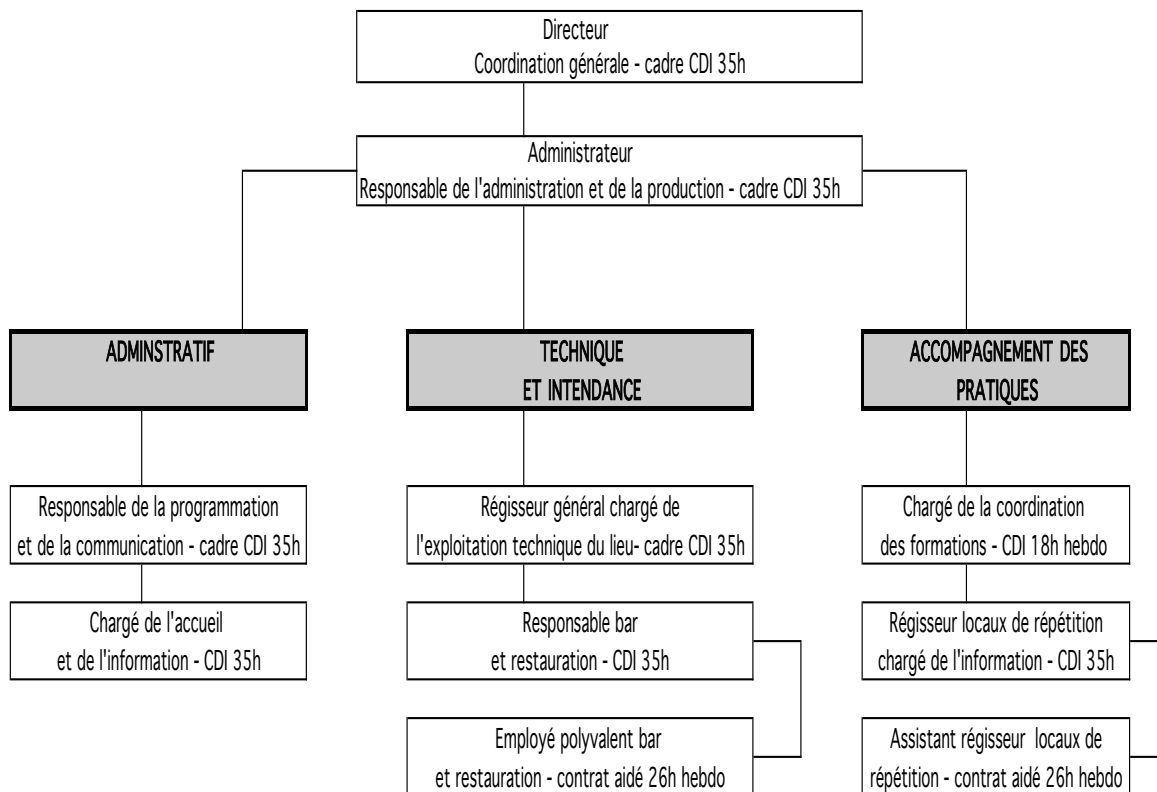 Directeur
Coordination générale - cadre CDI 35h
Administrateur
Responsable de l'administration et de la production - cadre CDI 35h
ADMINSTRATIF
TECHNIQUE
ET INTENDANCE
ACCOMPAGNEMENT DES
PRATIQUES
Responsable de la programmation
et de la communication - cadre CDI 35h
Régisseur général chargé de
l'exploitation technique du lieu- cadre CDI 35h
Chargé de la coordination
des formations - CDI 18h hebdo
Chargé de l'accueil
et de l'information - CDI 35h
Responsable bar
et restauration - CDI 35h
Régisseur locaux de répétition
chargé de l'information - CDI 35h
Employé polyvalent bar
et restauration - contrat aidé 26h hebdo
Assistant régisseur locaux de
répétition - contrat aidé 26h hebdo